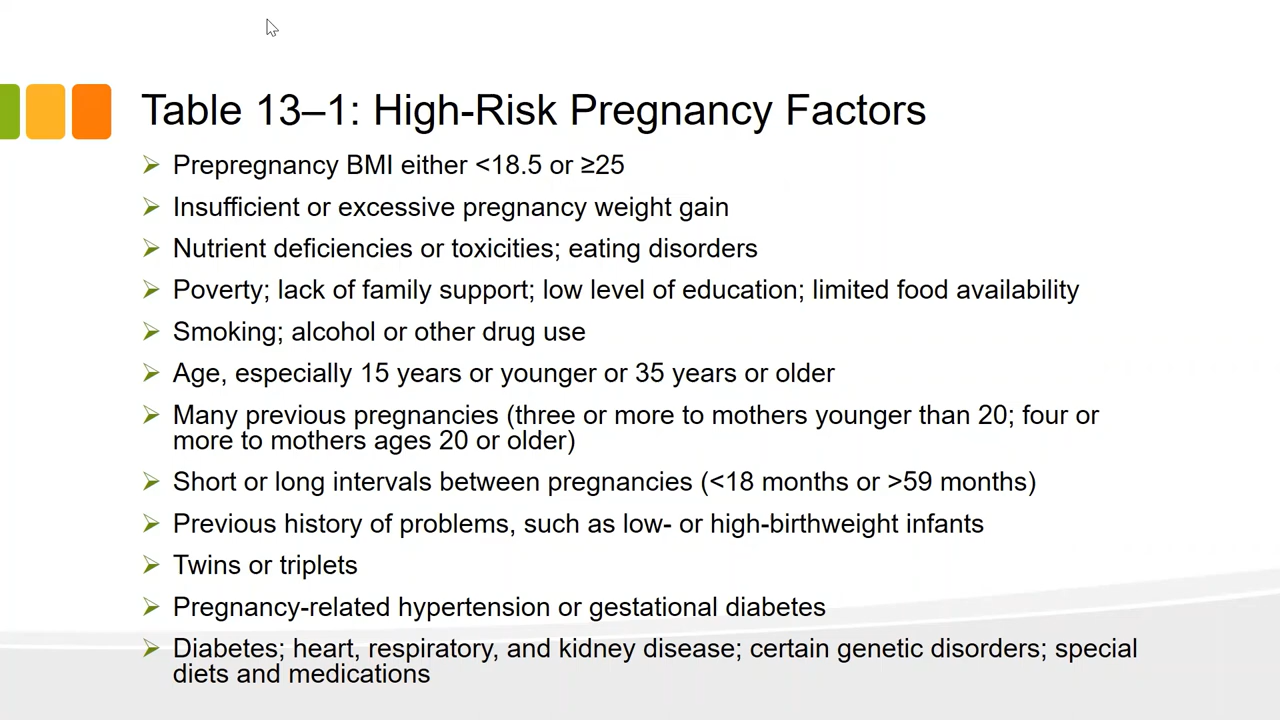 Table 13–1: High-Risk Pregnancy Factors
Prepregnancy BMI either <18.5 or ≥25
Insufficient or excessive pregnancy weight gain
Nutrient deficiencies or toxicities; eating disorders
Poverty; lack of family support; low level of education; limited food availability
Smoking; alcohol or other drug use
Age, especially 15 years or younger or 35 years or older
Many previous pregnancies (three or more to mothers younger than 20; four or
more to mothers ages 20 or older)
Short or long intervals between pregnancies (<18 months or >59 months)
Previous history of problems, such as low- or high-birthweight infants
Twins or triplets
Pregnancy-related hypertension or gestational diabetes
Diabetes; heart, respiratory, and kidney disease; certain genetic disorders; special
diets and medications